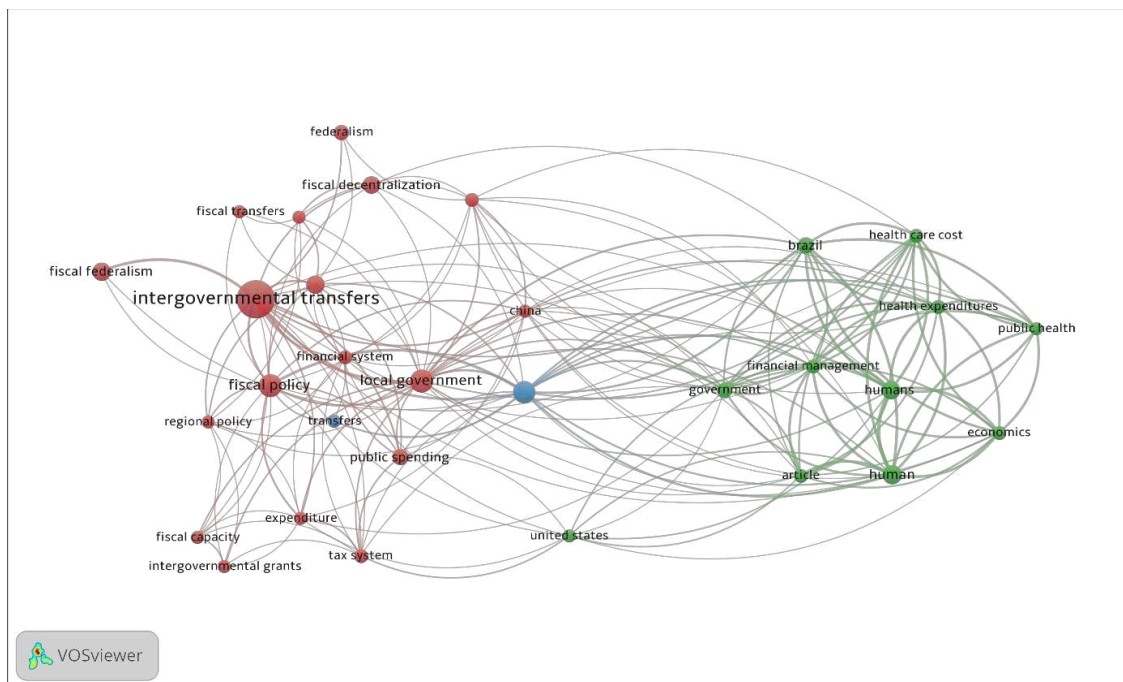 federalism
fiscal decentralization
fiscal transfers
brazil
health care cost
fiscal federalism
intergovernmental transfers
health expenditures
china
public health
financial system
financial management
fiscal policy
local government
government
humans
regional policy
transfers
economics
public spending
article
human
expenditure
fiscal capacity
united states
tax system
intergovernmental grants
VOSviewer